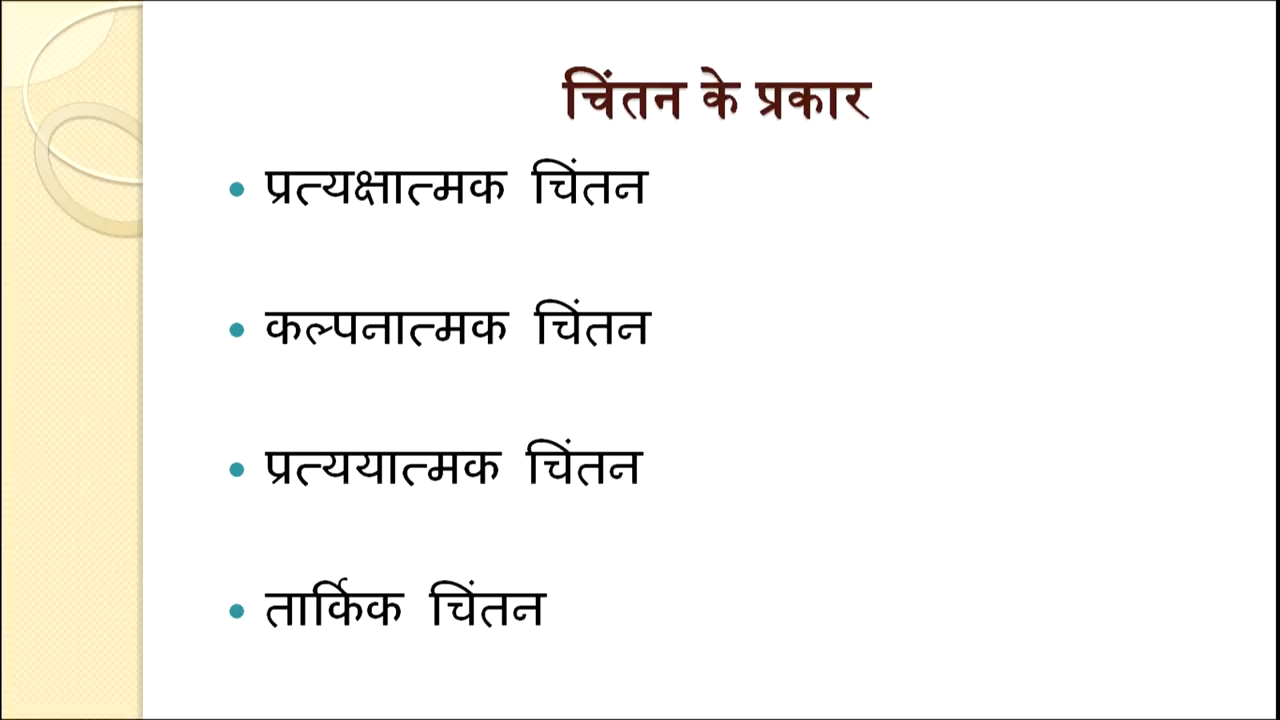 चिंतन के प्रकार
प्रत्यक्षात्मक चिंतन
कल्पनात्मक चिंतन
प्रत्ययात्मक चिंतन
तार्किक चिंतन